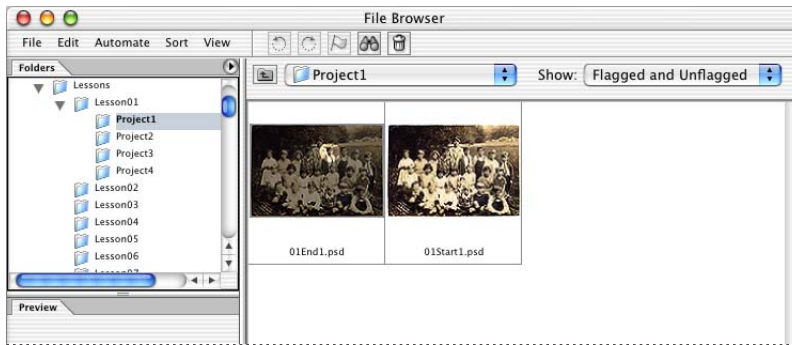 File Browser
File Edit Automate Sort View
Folders
Project1
Show: Flagged and Unflagged
Lessons
Lesson01
Project1
Project2
Project3
Project4
Lesson02
Lesson03
Lesson04
Lesson05
Lesson06
Lesson07
01End1.psd 01Start1.psd
Preview